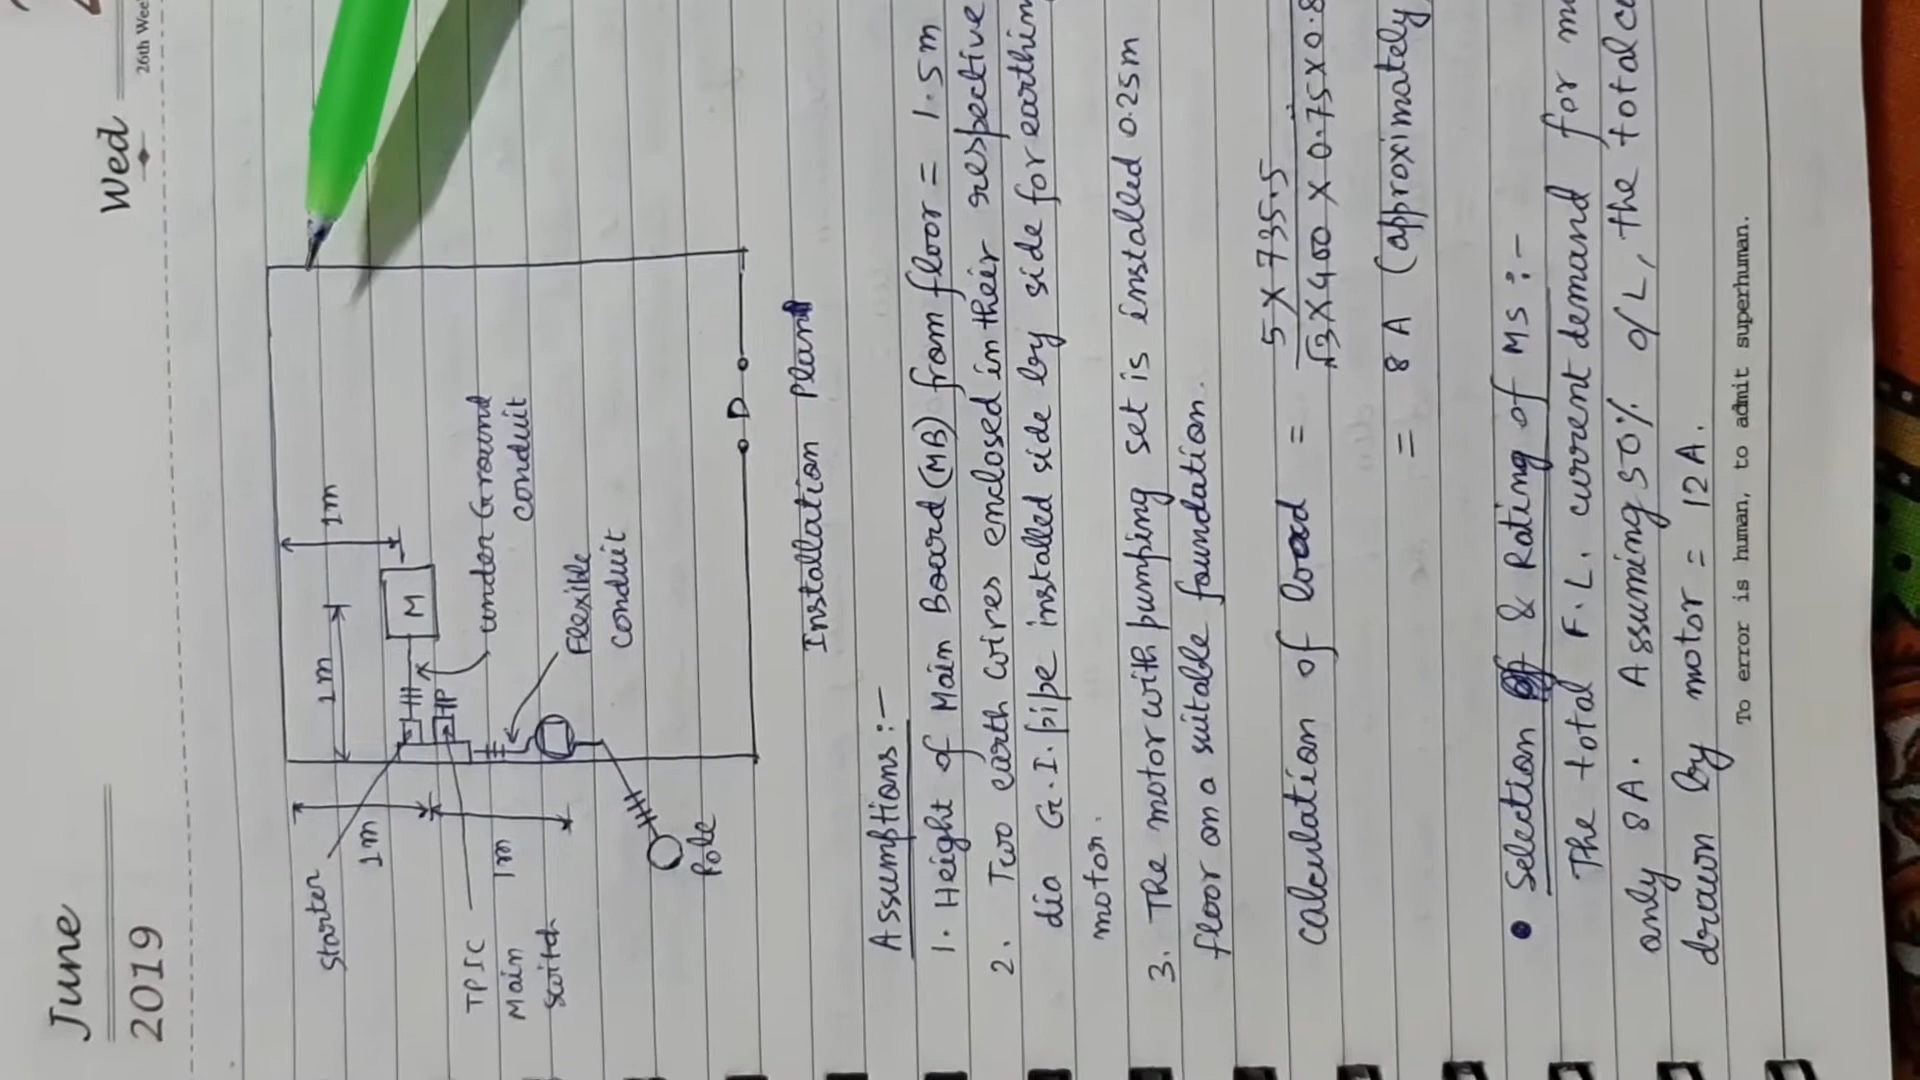 June
2019
Wed
26th Wee
Starter
1m
1m
1m
1m
M
TPIC
Main
switch
under Ground
conduit
Flexible
conduit
Pole
D
Installation Plan
Assumptions :-
1. Height of Main Board (MB) from floor = 1.5m
2. Two earth wires enclosed in their respective
dia G.I. pipe installed side by side for earthin
motor.
3. The motor with pumping set is installed 0.25m
floor on a suitable foundation.
calculation of load = 5 X 735.5
√3 X 400 X 0.75 X 0.8
= 8 A (approximately
• Selection & Rating of MS :-
The total F.L. current demand for m
only 8A. Assuming 50% o/L, the total cu
drawn by motor = 12A.
To error is human, to admit superhuman.